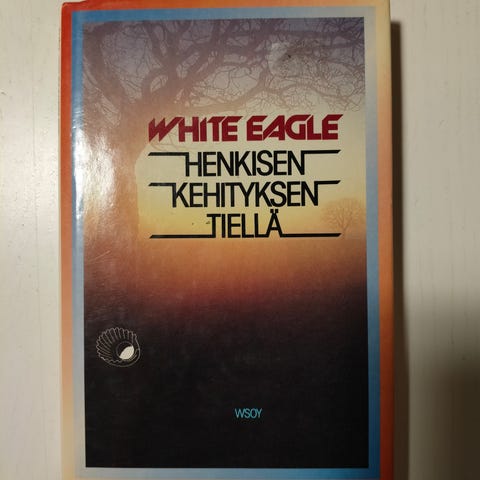 WHITE EAGLE
HENKISEN
KEHITYKSEN
TIELLÄ
WSOY